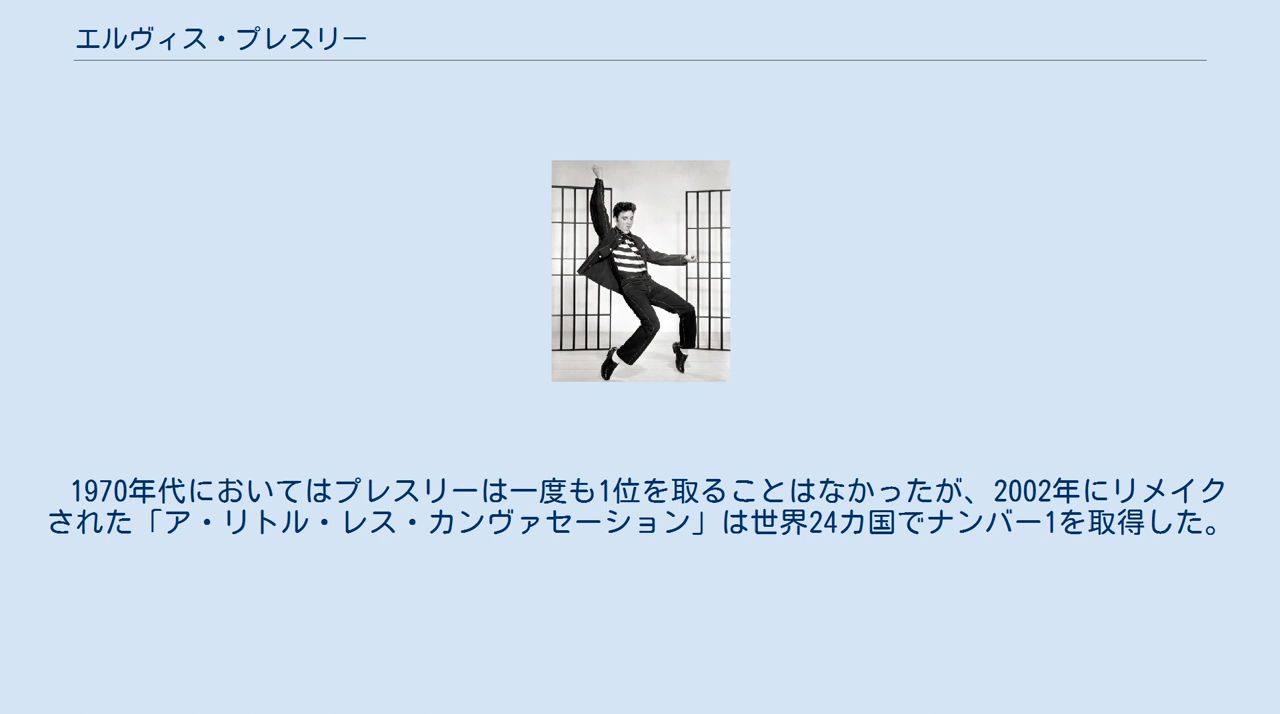 エルヴィス・プレスリー
1970年代においてはプレスリーは一度も1位を取ることはなかったが、2002年にリメイク
された「ア・リトル・レス・カンヴァセーション」は世界24カ国でナンバー1を取得した。